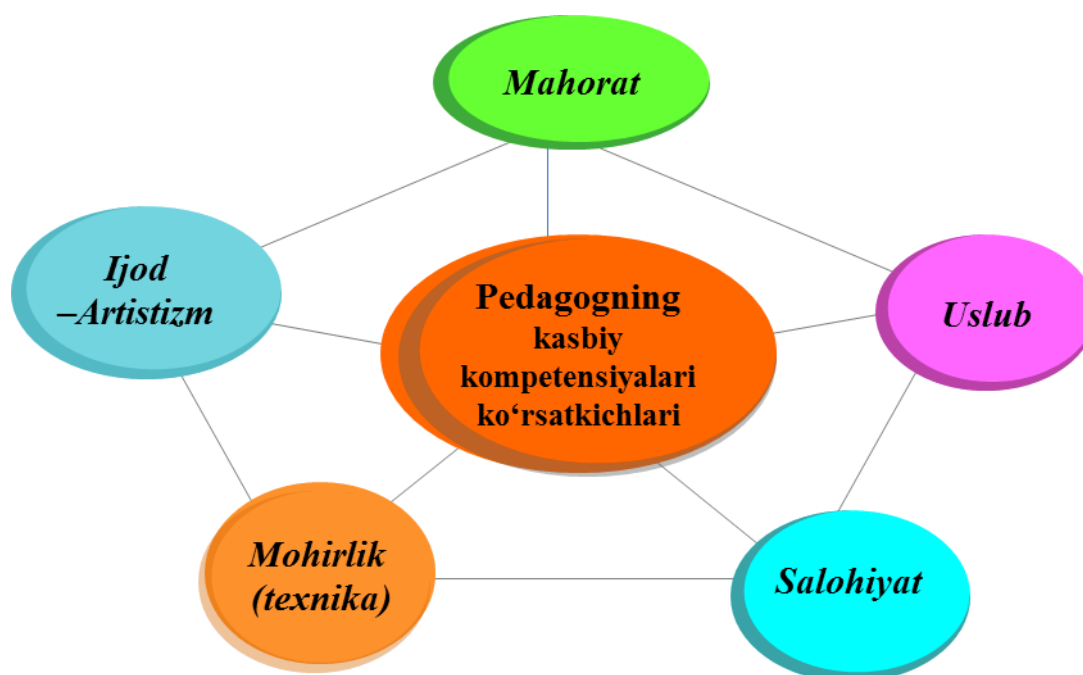 Mahorat
Ijod
–Artistizm
Pedagogning
kasbiy
kompetensiyalari
ko‘rsatkichlari
Uslub
Mohirlik
(texnika)
Salohiyat